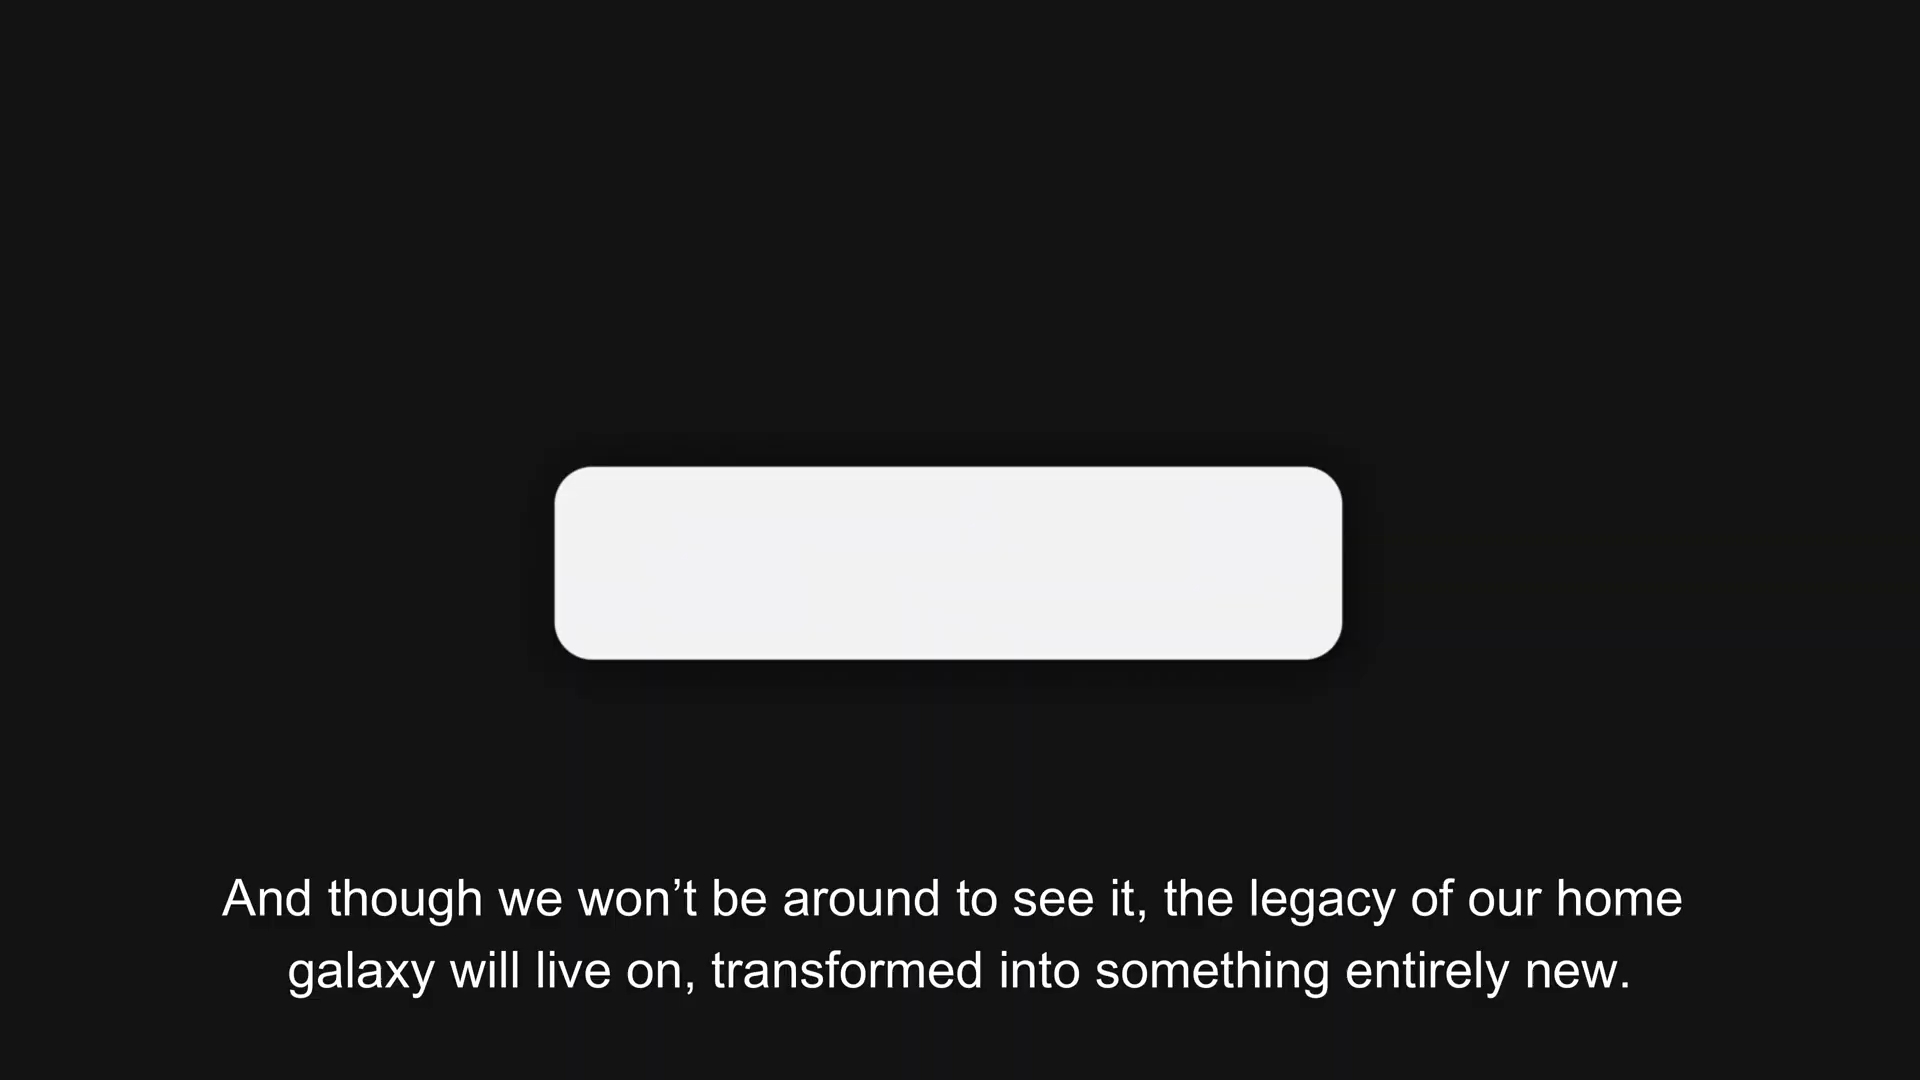 And though we won’t be around to see it, the legacy of our home
galaxy will live on, transformed into something entirely new.